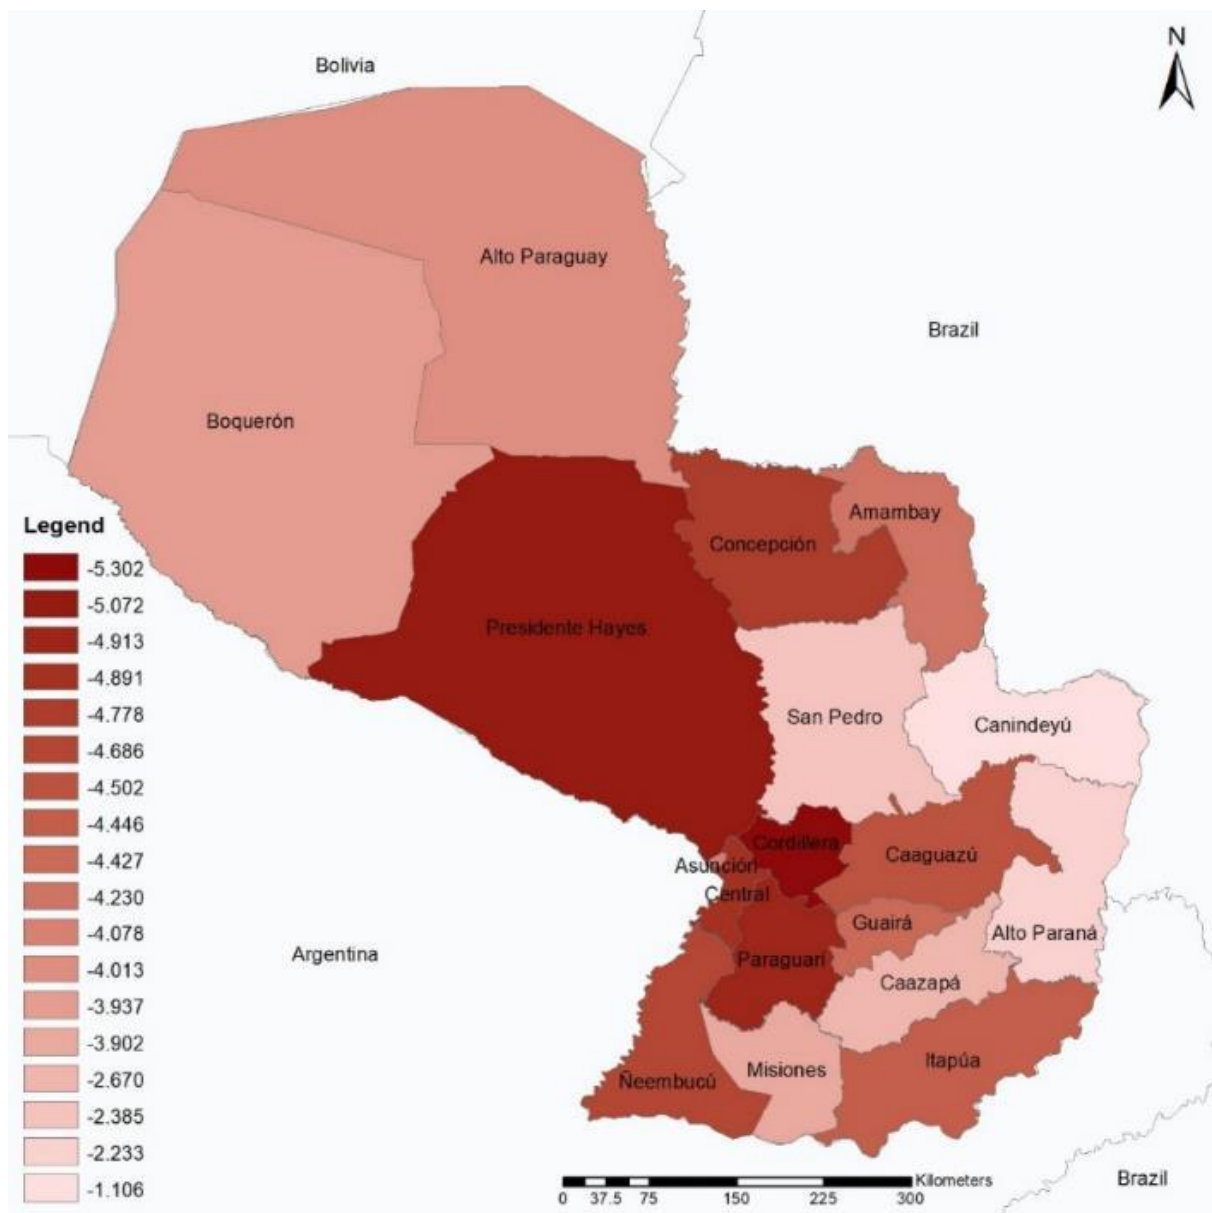 N
Bolivia
Alto Paraguay
Brazil
Boquerón
Amambay
Concepción
Presidente Hayes
San Pedro
Canindeyú
Cordillera
Caaguazú
Asunción
Central
Guairá
Alto Paraná
Argentina
Paraguarí
Caazapá
Itapúa
Misiones
Ñeembucú
Brazil
Legend
-5.302
-5.072
-4.913
-4.891
-4.778
-4.686
-4.502
-4.446
-4.427
-4.230
-4.078
-4.013
-3.937
-3.902
-2.670
-2.385
-2.233
-1.106
Kilometers
0 37.5 75 150 225 300